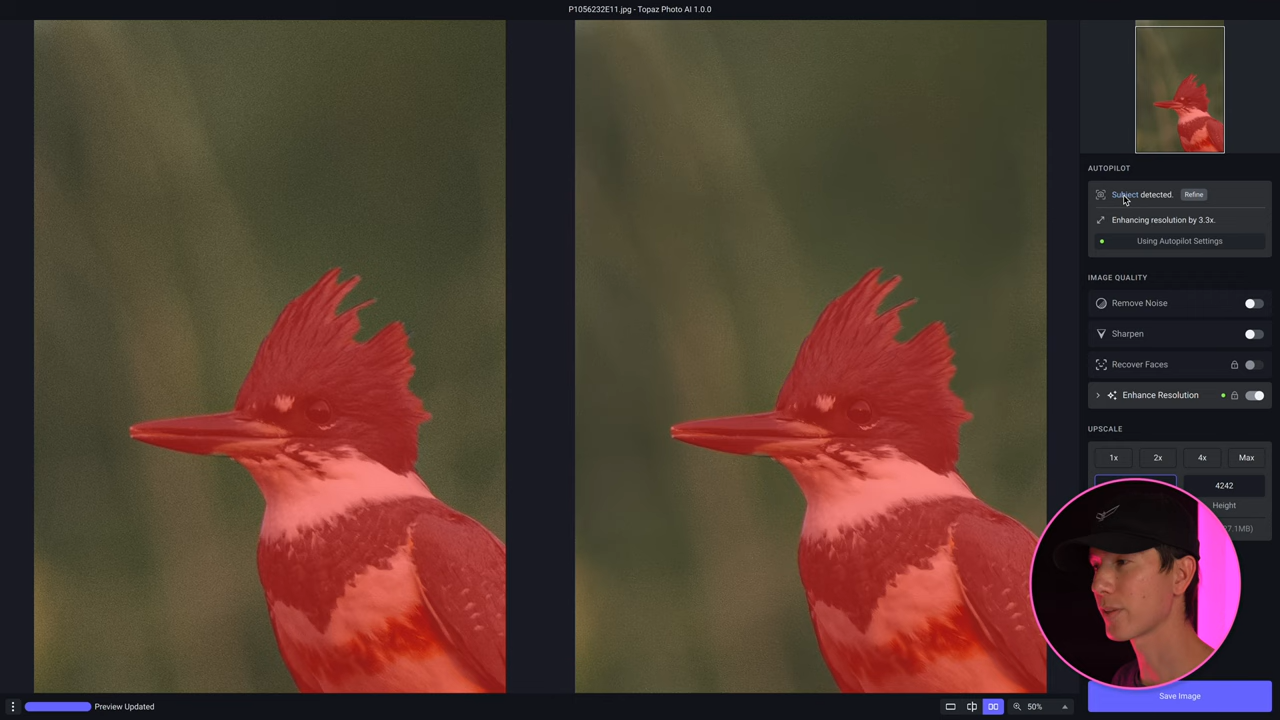 P1056232E11.jpg - Topaz Photo AI 1.0.0
AUTOPILOT
Subject detected. Refine
Enhancing resolution by 3.3x.
Using Autopilot Settings
IMAGE QUALITY
Remove Noise
Sharpen
Recover Faces
Enhance Resolution
UPSCALE
1x 2x 4x Max
4242
Height
7.1MB)
Save Image
Preview Updated
50%